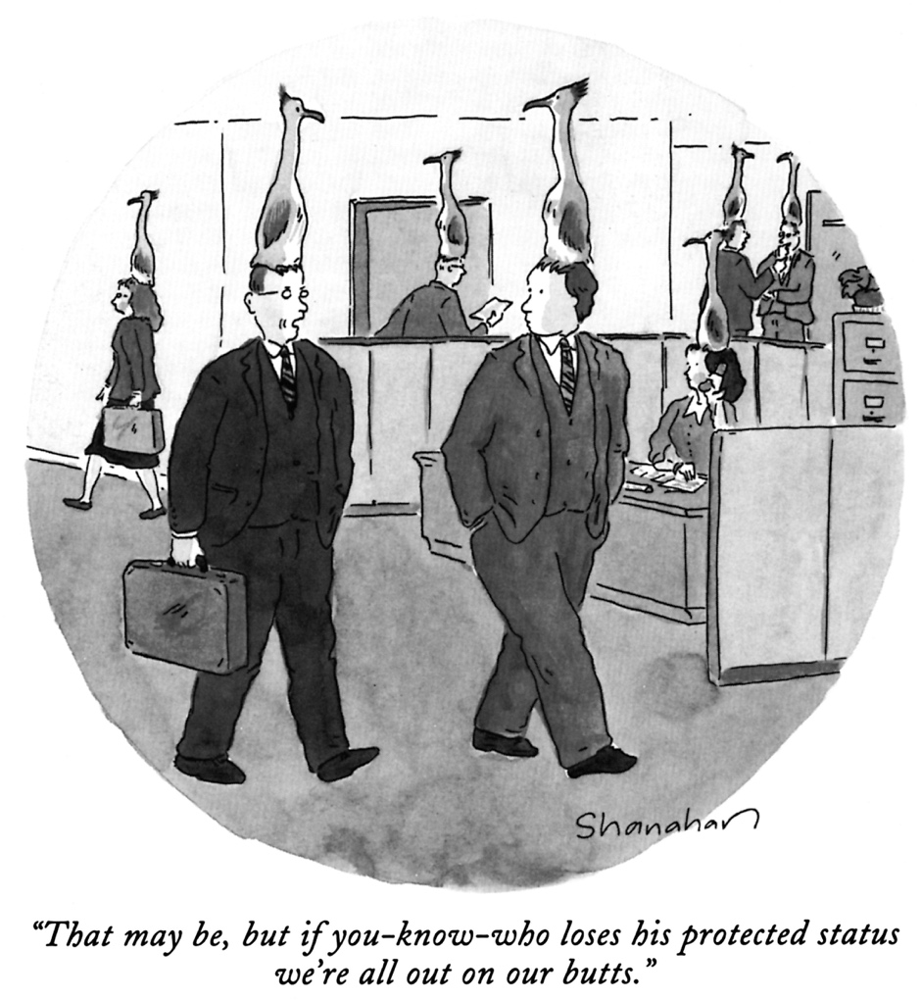 Shanahan
“That may be, but if you-know-who loses his protected status
we’re all out on our butts.”